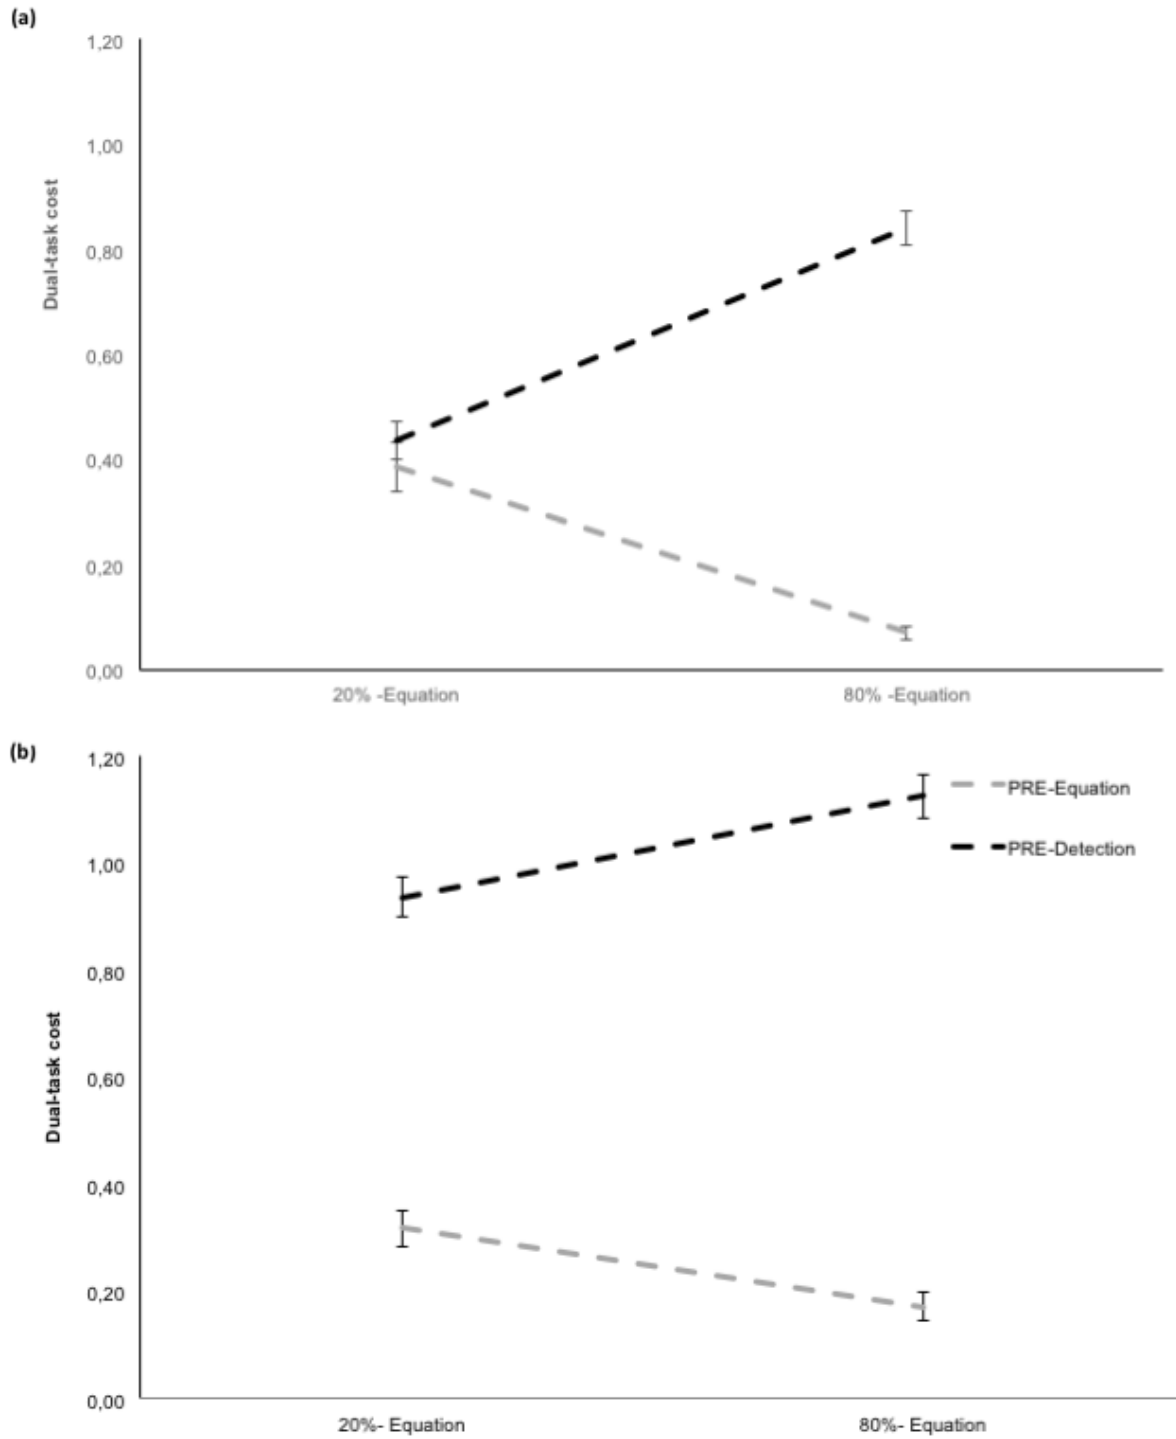 (a)
1,20
1,00
0,80
0,60
0,40
0,20
0,00
Dual-task cost
20% -Equation
80% -Equation
(b)
1,20
1,00
0,80
0,60
0,40
0,20
0,00
Dual-task cost
PRE-Equation
PRE-Detection
20%- Equation
80%- Equation